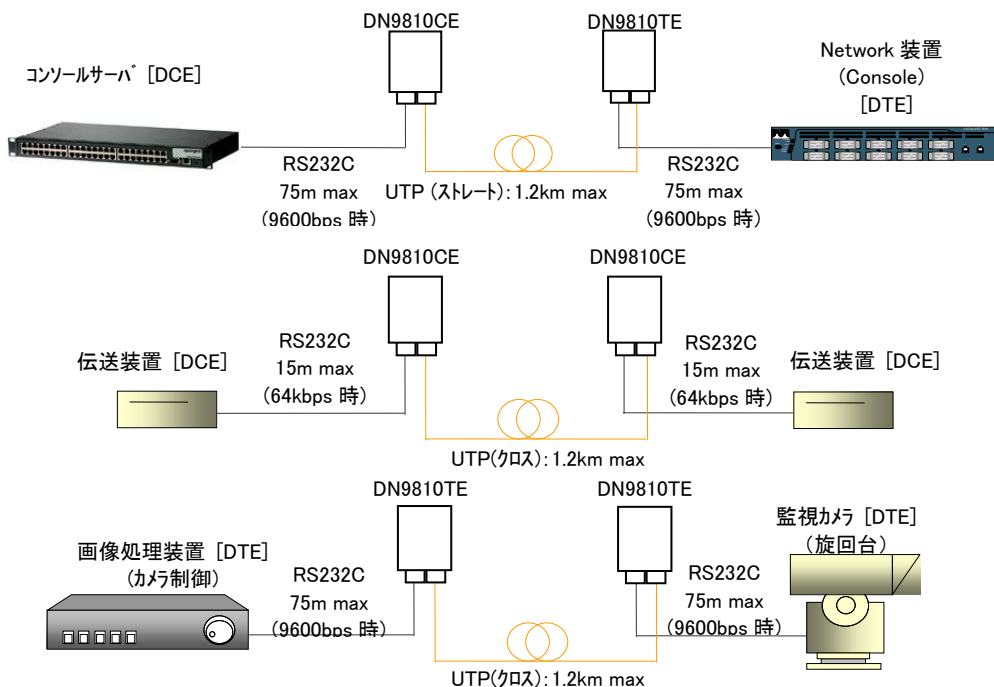 DN9810CE
DN9810TE
コンソールサーバ [DCE]
Network 装置
(Console)
[DTE]
RS232C
75m max
(9600bps 時)
UTP (ストレート): 1.2km max
RS232C
75m max
(9600bps 時)
DN9810CE
DN9810CE
伝送装置 [DCE]
RS232C
15m max
(64kbps 時)
RS232C
15m max
(64kbps 時)
伝送装置 [DCE]
UTP(クロス): 1.2km max
DN9810TE
DN9810TE
画像処理装置 [DTE]
(カメラ制御)
RS232C
75m max
(9600bps 時)
RS232C
75m max
(9600bps 時)
監視カメラ [DTE]
(旋回台)
UTP(クロス): 1.2km max